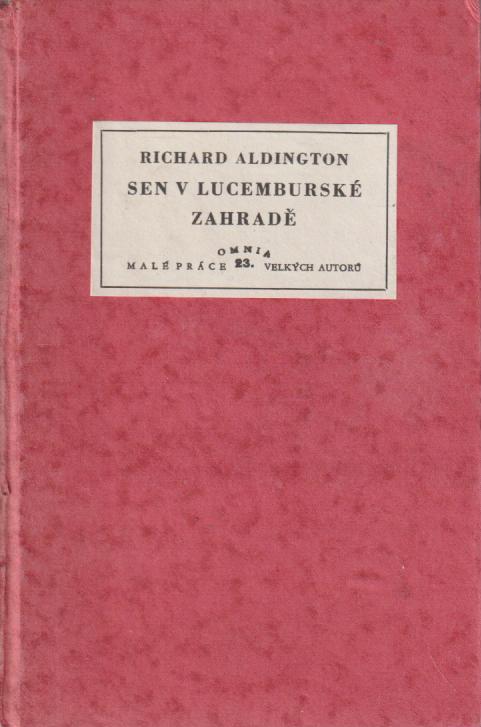 RICHARD ALDINGTON
SEN V LUCEMBURSKÉ
ZAHRADĚ
OMNIA
MALÉ PRÁCE 23. VELKÝCH AUTORŮ